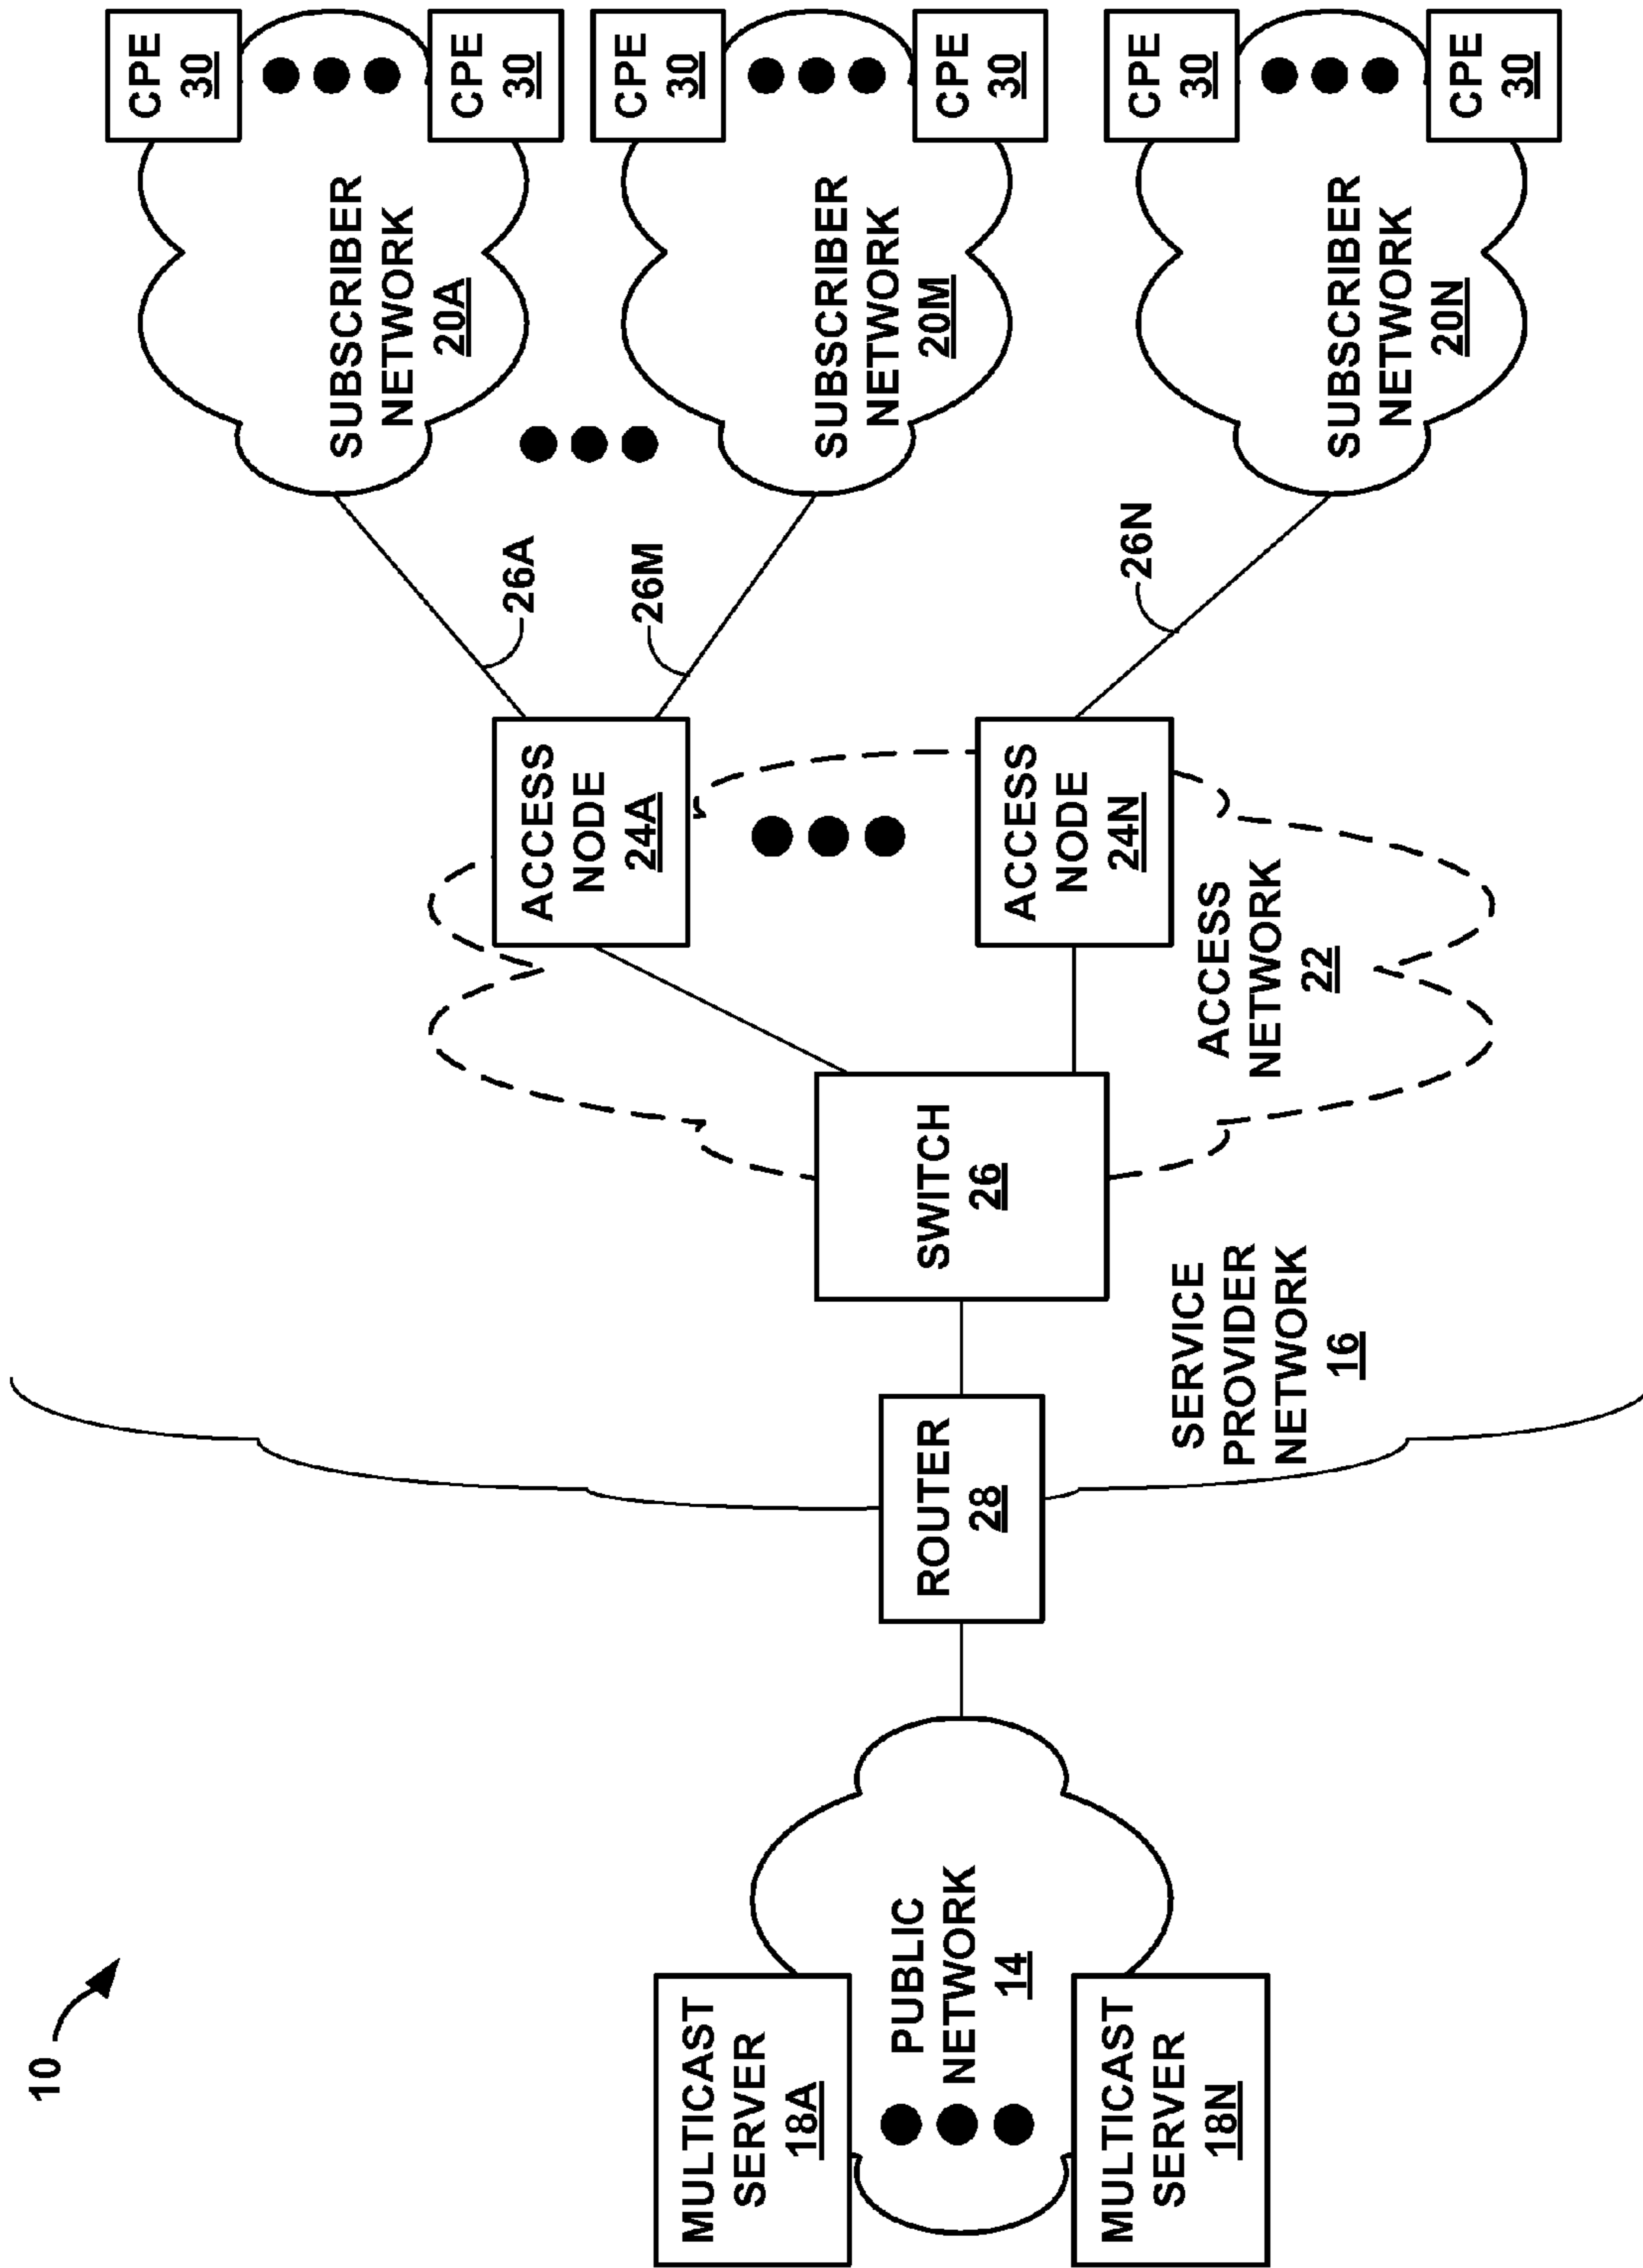 10
MULTICAST
SERVER
18A
PUBLIC
NETWORK
14
MULTICAST
SERVER
18N
ROUTER
28
SERVICE
PROVIDER
NETWORK
16
SWITCH
26
ACCESS
NETWORK
22
ACCESS
NODE
24A
ACCESS
NODE
24N
26A
26M
26N
SUBSCRIBER
NETWORK
20A
SUBSCRIBER
NETWORK
20M
SUBSCRIBER
NETWORK
20N
CPE
30
CPE
30
CPE
30
CPE
30
CPE
30
CPE
30